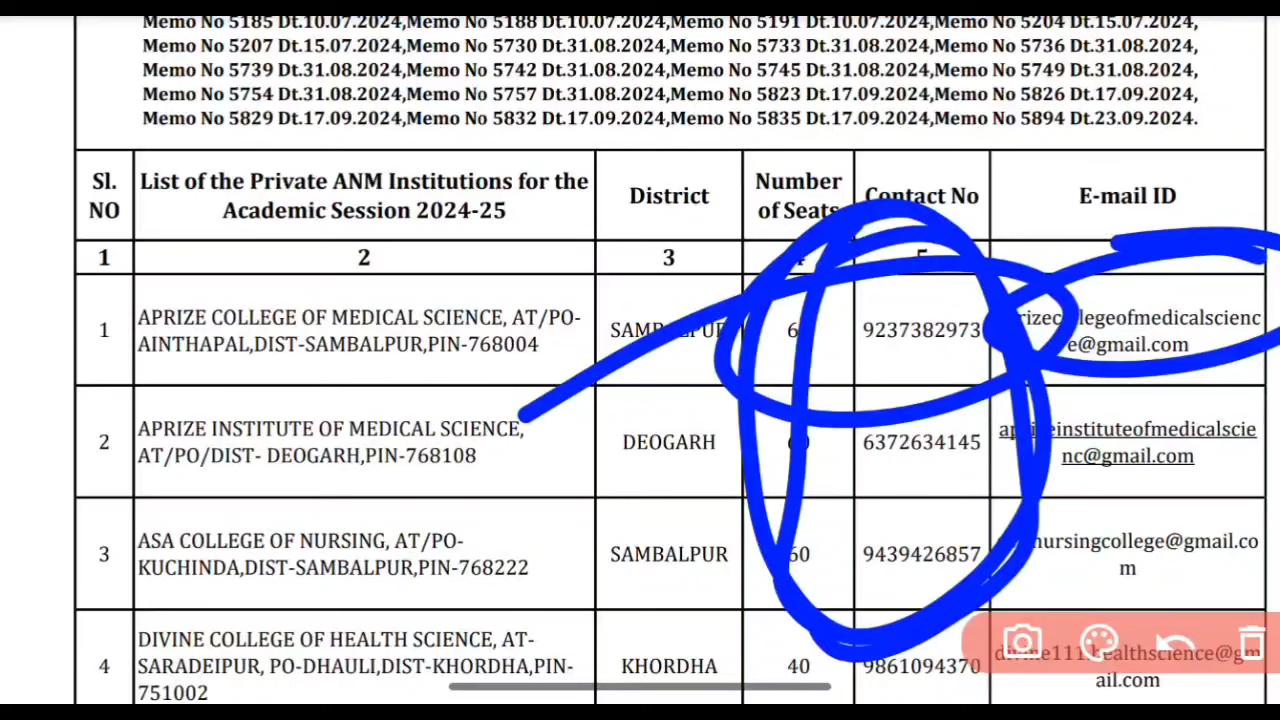 Memo No 5185 Dt.10.07.2024,Memo No 5188 Dt.10.07.2024,Memo No 5191 Dt.10.07.2024,Memo No 5204 Dt.15.07.2024,
Memo No 5207 Dt.15.07.2024,Memo No 5730 Dt.31.08.2024,Memo No 5733 Dt.31.08.2024,Memo No 5736 Dt.31.08.2024,
Memo No 5739 Dt.31.08.2024,Memo No 5742 Dt.31.08.2024,Memo No 5745 Dt.31.08.2024,Memo No 5749 Dt.31.08.2024,
Memo No 5754 Dt.31.08.2024,Memo No 5757 Dt.31.08.2024,Memo No 5823 Dt.17.09.2024,Memo No 5826 Dt.17.09.2024,
Memo No 5829 Dt.17.09.2024,Memo No 5832 Dt.17.09.2024,Memo No 5835 Dt.17.09.2024,Memo No 5894 Dt.23.09.2024.
Sl. NO
List of the Private ANM Institutions for the
Academic Session 2024-25
District
Number
of Seats
Contact No
E-mail ID
1 2 3 4 5
1
APRIZE COLLEGE OF MEDICAL SCIENCE, AT/PO-
AINTHAPAL,DIST-SAMBALPUR,PIN-768004
SAMBALPUR
9237382973
e@gmail.com
2
APRIZE INSTITUTE OF MEDICAL SCIENCE,
AT/PO/DIST- DEOGARH,PIN-768108
DEOGARH
60
6372634145
aprizeinstituteofmedicalscie
nc@gmail.com
3
ASA COLLEGE OF NURSING, AT/PO-
KUCHINDA,DIST-SAMBALPUR,PIN-768222
SAMBALPUR
60
9439426857
m
4
DIVINE COLLEGE OF HEALTH SCIENCE, AT-
SARADEIPUR, PO-DHAULI,DIST-KHORDHA,PIN-
751002
KHORDHA
40
9861094370
divine111.healthscience@gm
ail.com